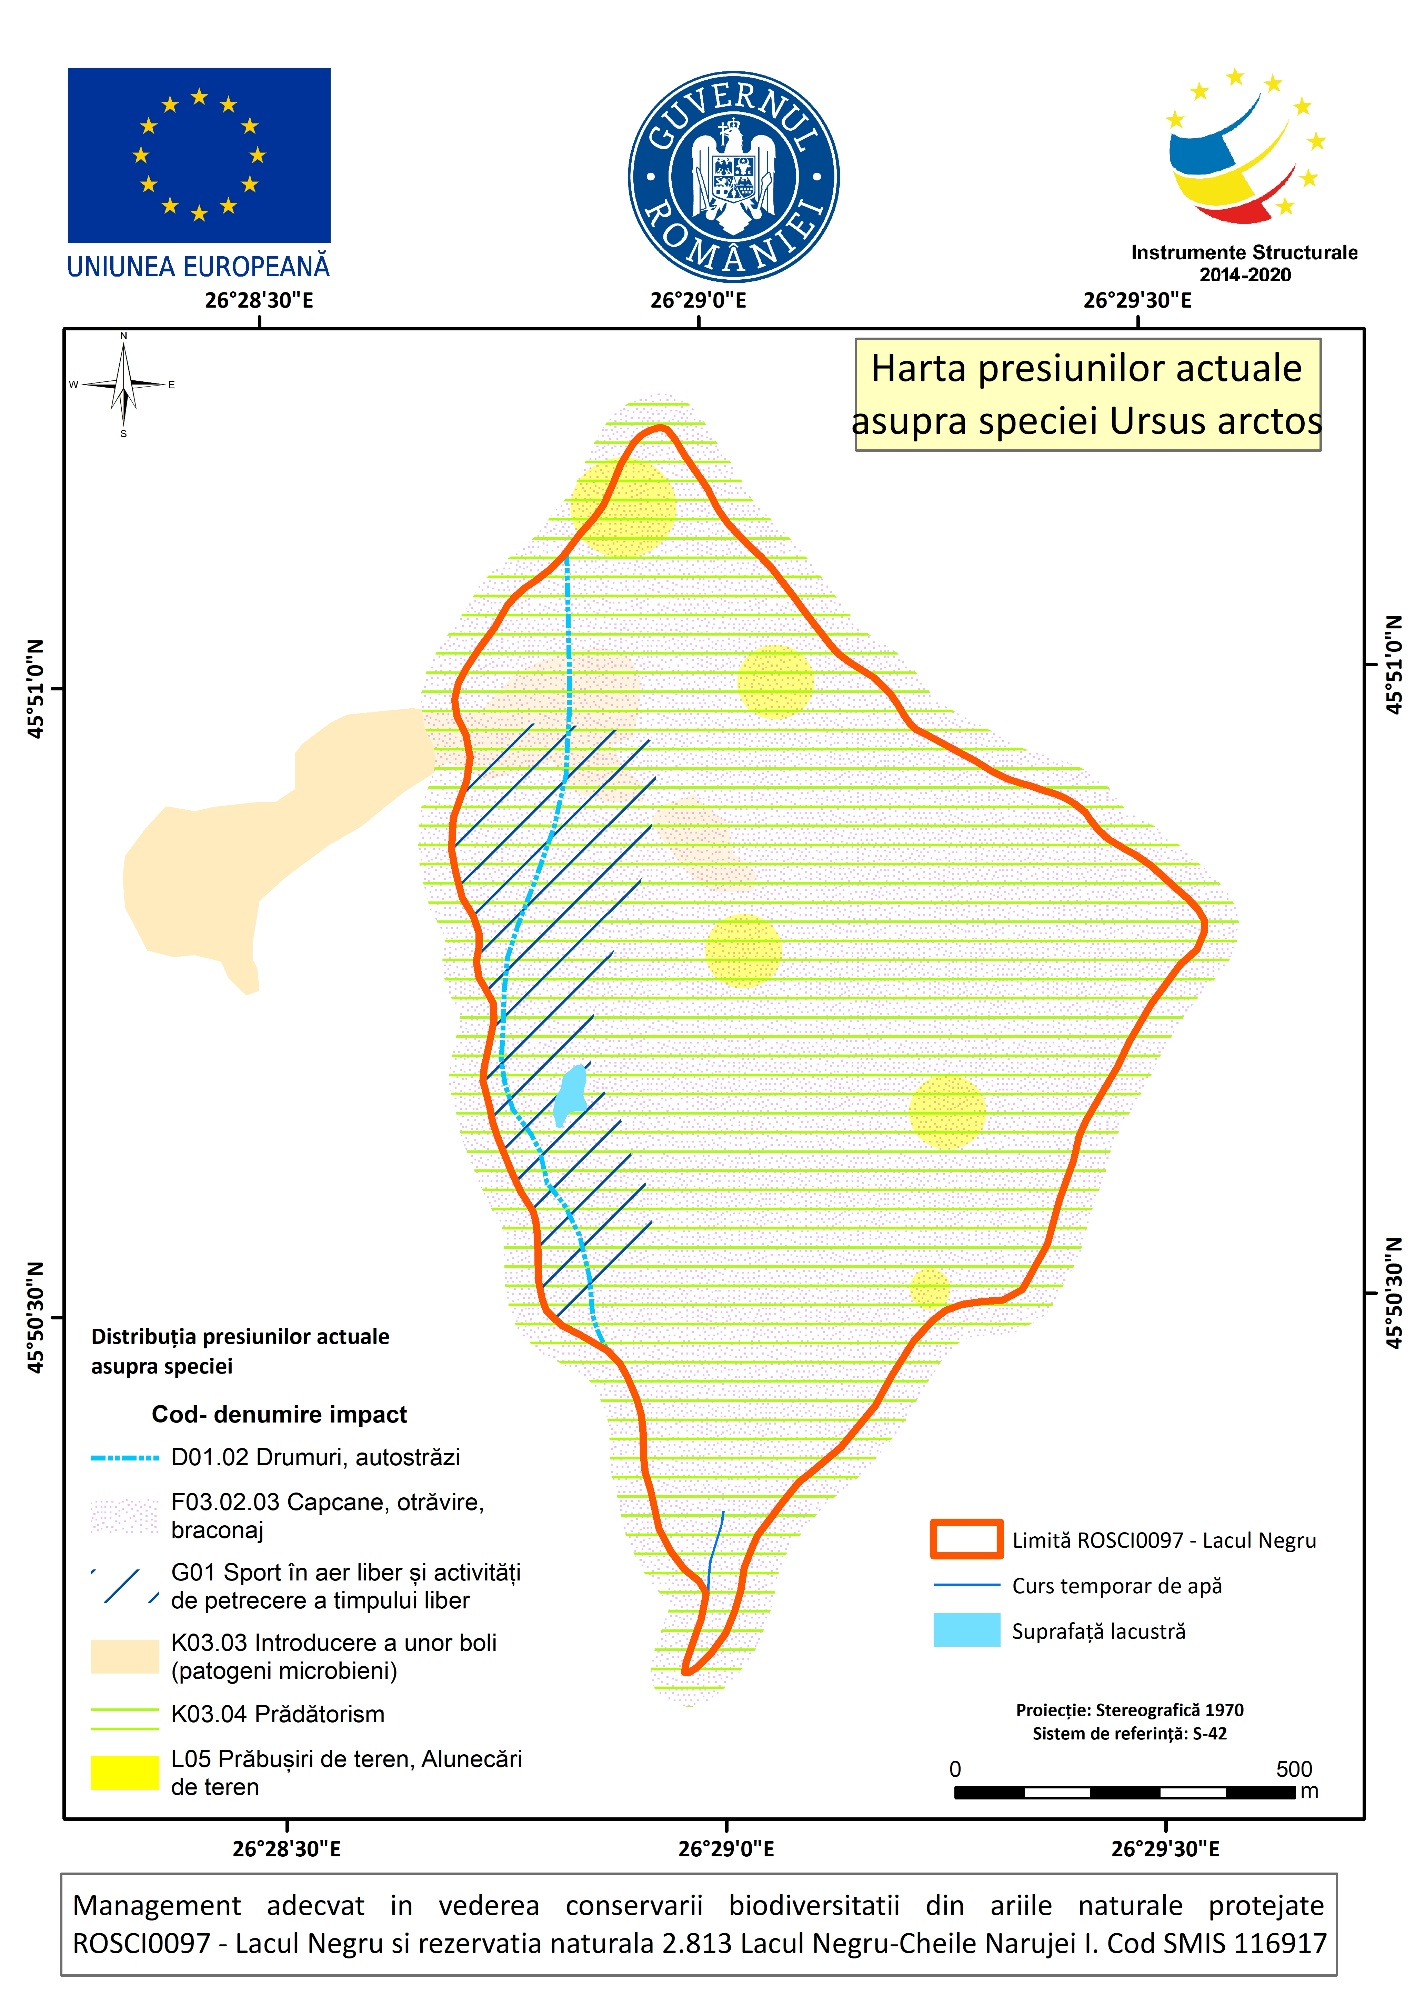 UNIUNEA EUROPEANĂ
GUVERNUL ROMÂNIEI
Instrumente Structurale
2014-2020
26°28'30"E
26°29'0"E
26°29'30"E
N
W
E
S
Harta presiunilor actuale
asupra speciei Ursus arctos
45°51'0"N
45°51'0"N
45°50'30"N
45°50'30"N
Distribuția presiunilor actuale
asupra speciei
Cod- denumire impact
D01.02 Drumuri, autostrăzi
F03.02.03 Capcane, otrăvire,
braconaj
G01 Sport în aer liber și activități
de petrecere a timpului liber
K03.03 Introducere a unor boli
(patogeni microbieni)
K03.04 Prădătorism
L05 Prăbușiri de teren, Alunecări
de teren
Limită ROSCI0097 - Lacul Negru
Curs temporar de apă
Suprafață lacustră
Proiecție: Stereografică 1970
Sistem de referință: S-42
0
500
m
26°28'30"E
26°29'0"E
26°29'30"E
Management adecvat in vederea conservarii biodiversitatii din ariile naturale protejate
ROSCI0097 - Lacul Negru si rezervatia naturala 2.813 Lacul Negru-Cheile Narujei I. Cod SMIS 116917